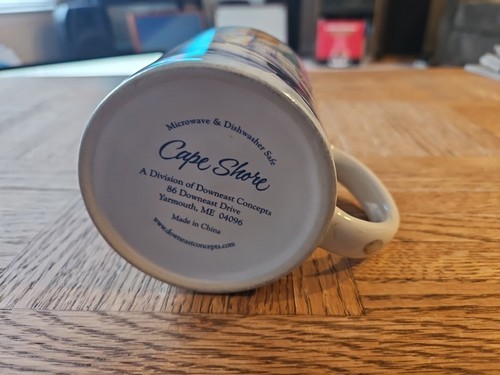 Microwave & Dishwasher Safe
Cape Shore
A Division of Downeast Concepts
86 Downeast Drive
Yarmouth, ME 04096
Made in China
www.downeastconcepts.com